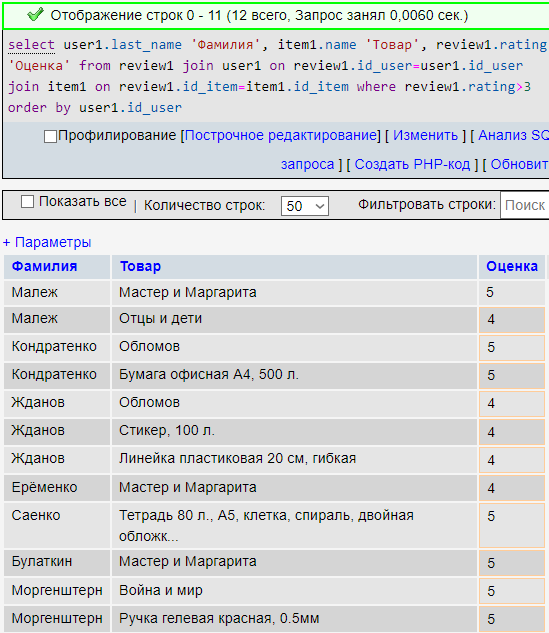 Отображение строк 0 - 11 (12 всего, Запрос занял 0,0060 сек.)
select user1.last_name 'Фамилия', item1.name 'Товар', review1.rating
'Оценка' from review1 join user1 on review1.id_user=user1.id_user
join item1 on review1.id_item=item1.id_item where review1.rating>3
order by user1.id_user
Профилирование [Построчное редактирование] [ Изменить ] [ Анализ SQ
запроса ] [ Создать PHP-код ] [ Обновит
Показать все | Количество строк: 50 Фильтровать строки: Поиск
+ Параметры
Фамилия Товар Оценка
Малеж Мастер и Маргарита 5
Малеж Отцы и дети 4
Кондратенко Обломов 5
Кондратенко Бумага офисная А4, 500 л. 5
Жданов Обломов 4
Жданов Стикер, 100 л. 4
Жданов Линейка пластиковая 20 см, гибкая 4
Ерёменко Мастер и Маргарита 4
Саенко Тетрадь 80 л., А5, клетка, спираль, двойная 5
обложк...
Булаткин Мастер и Маргарита 5
Моргенштерн Война и мир 5
Моргенштерн Ручка гелевая красная, 0.5мм 5